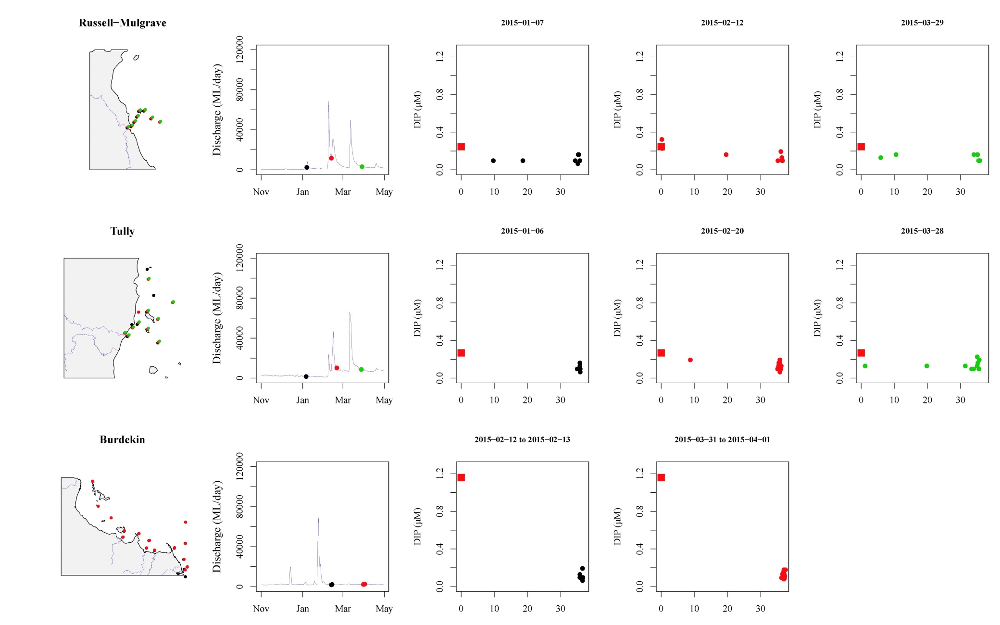 Russell−Mulgrave
2015−01−07
2015−02−12
2015−03−29
Discharge (ML/day)
0 40000 80000 120000
Nov Jan Mar May
DIP (µM)
0.0 0.4 0.8 1.2
0 10 20 30
DIP (µM)
0.0 0.4 0.8 1.2
0 10 20 30
DIP (µM)
0.0 0.4 0.8 1.2
0 10 20 30
Tully
2015−01−06
2015−02−20
2015−03−28
Discharge (ML/day)
0 40000 80000 120000
Nov Jan Mar May
DIP (µM)
0.0 0.4 0.8 1.2
0 10 20 30
DIP (µM)
0.0 0.4 0.8 1.2
0 10 20 30
DIP (µM)
0.0 0.4 0.8 1.2
0 10 20 30
Burdekin
2015−02−12 to 2015−02−13
2015−03−31 to 2015−04−01
Discharge (ML/day)
0 40000 80000 120000
Nov Jan Mar May
DIP (µM)
0.0 0.4 0.8 1.2
0 10 20 30
DIP (µM)
0.0 0.4 0.8 1.2
0 10 20 30